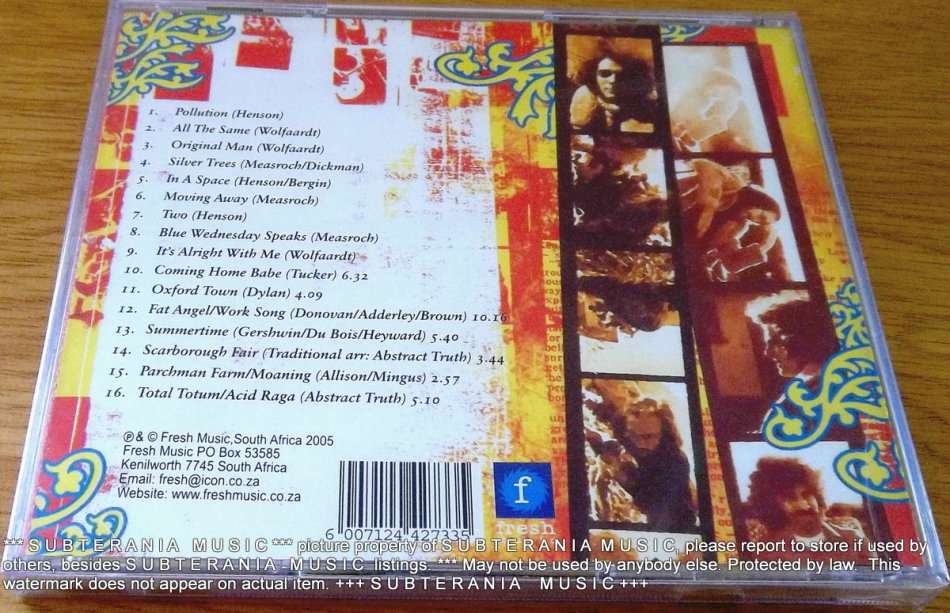 1. Pollution (Henson)
2. All The Same (Wolfaardt)
3. Original Man (Wolfaardt)
4. Silver Trees (Measroch/Dickman)
5. In A Space (Henson/Bergin)
6. Moving Away (Measroch)
7. Two (Henson)
8. Blue Wednesday Speaks (Measroch)
9. It's Alright With Me (Wolfaardt)
10. Coming Home Babe (Tucker) 6.32
11. Oxford Town (Dylan) 4.09
12. Fat Angel/Work Song (Donovan/Adderley/Brown) 10.16
13. Summertime (Gershwin/Du Bois/Heyward) 5.40
14. Scarborough Fair (Traditional arr: Abstract Truth) 3.44
15. Parchman Farm/Moaning (Allison/Mingus) 2.57
16. Total Totum/Acid Raga (Abstract Truth) 5.10
℗& © Fresh Music,South Africa 2005
Fresh Music PO Box 53585
Kenilworth 7745 South Africa
Email: fresh@icon.co.za
Website: www.freshmusic.co.za
6 007124 427335
f
fresh
*** SUBTERANIA MUSIC *** picture property of SUBTERANIA MUSIC, please report to store if used by
others, besides SUBTERANIA MUSIC listings. *** May not be used by anybody else. Protected by law. This
watermark does not appear on actual item. +++ SUBTERANIA MUSIC +++